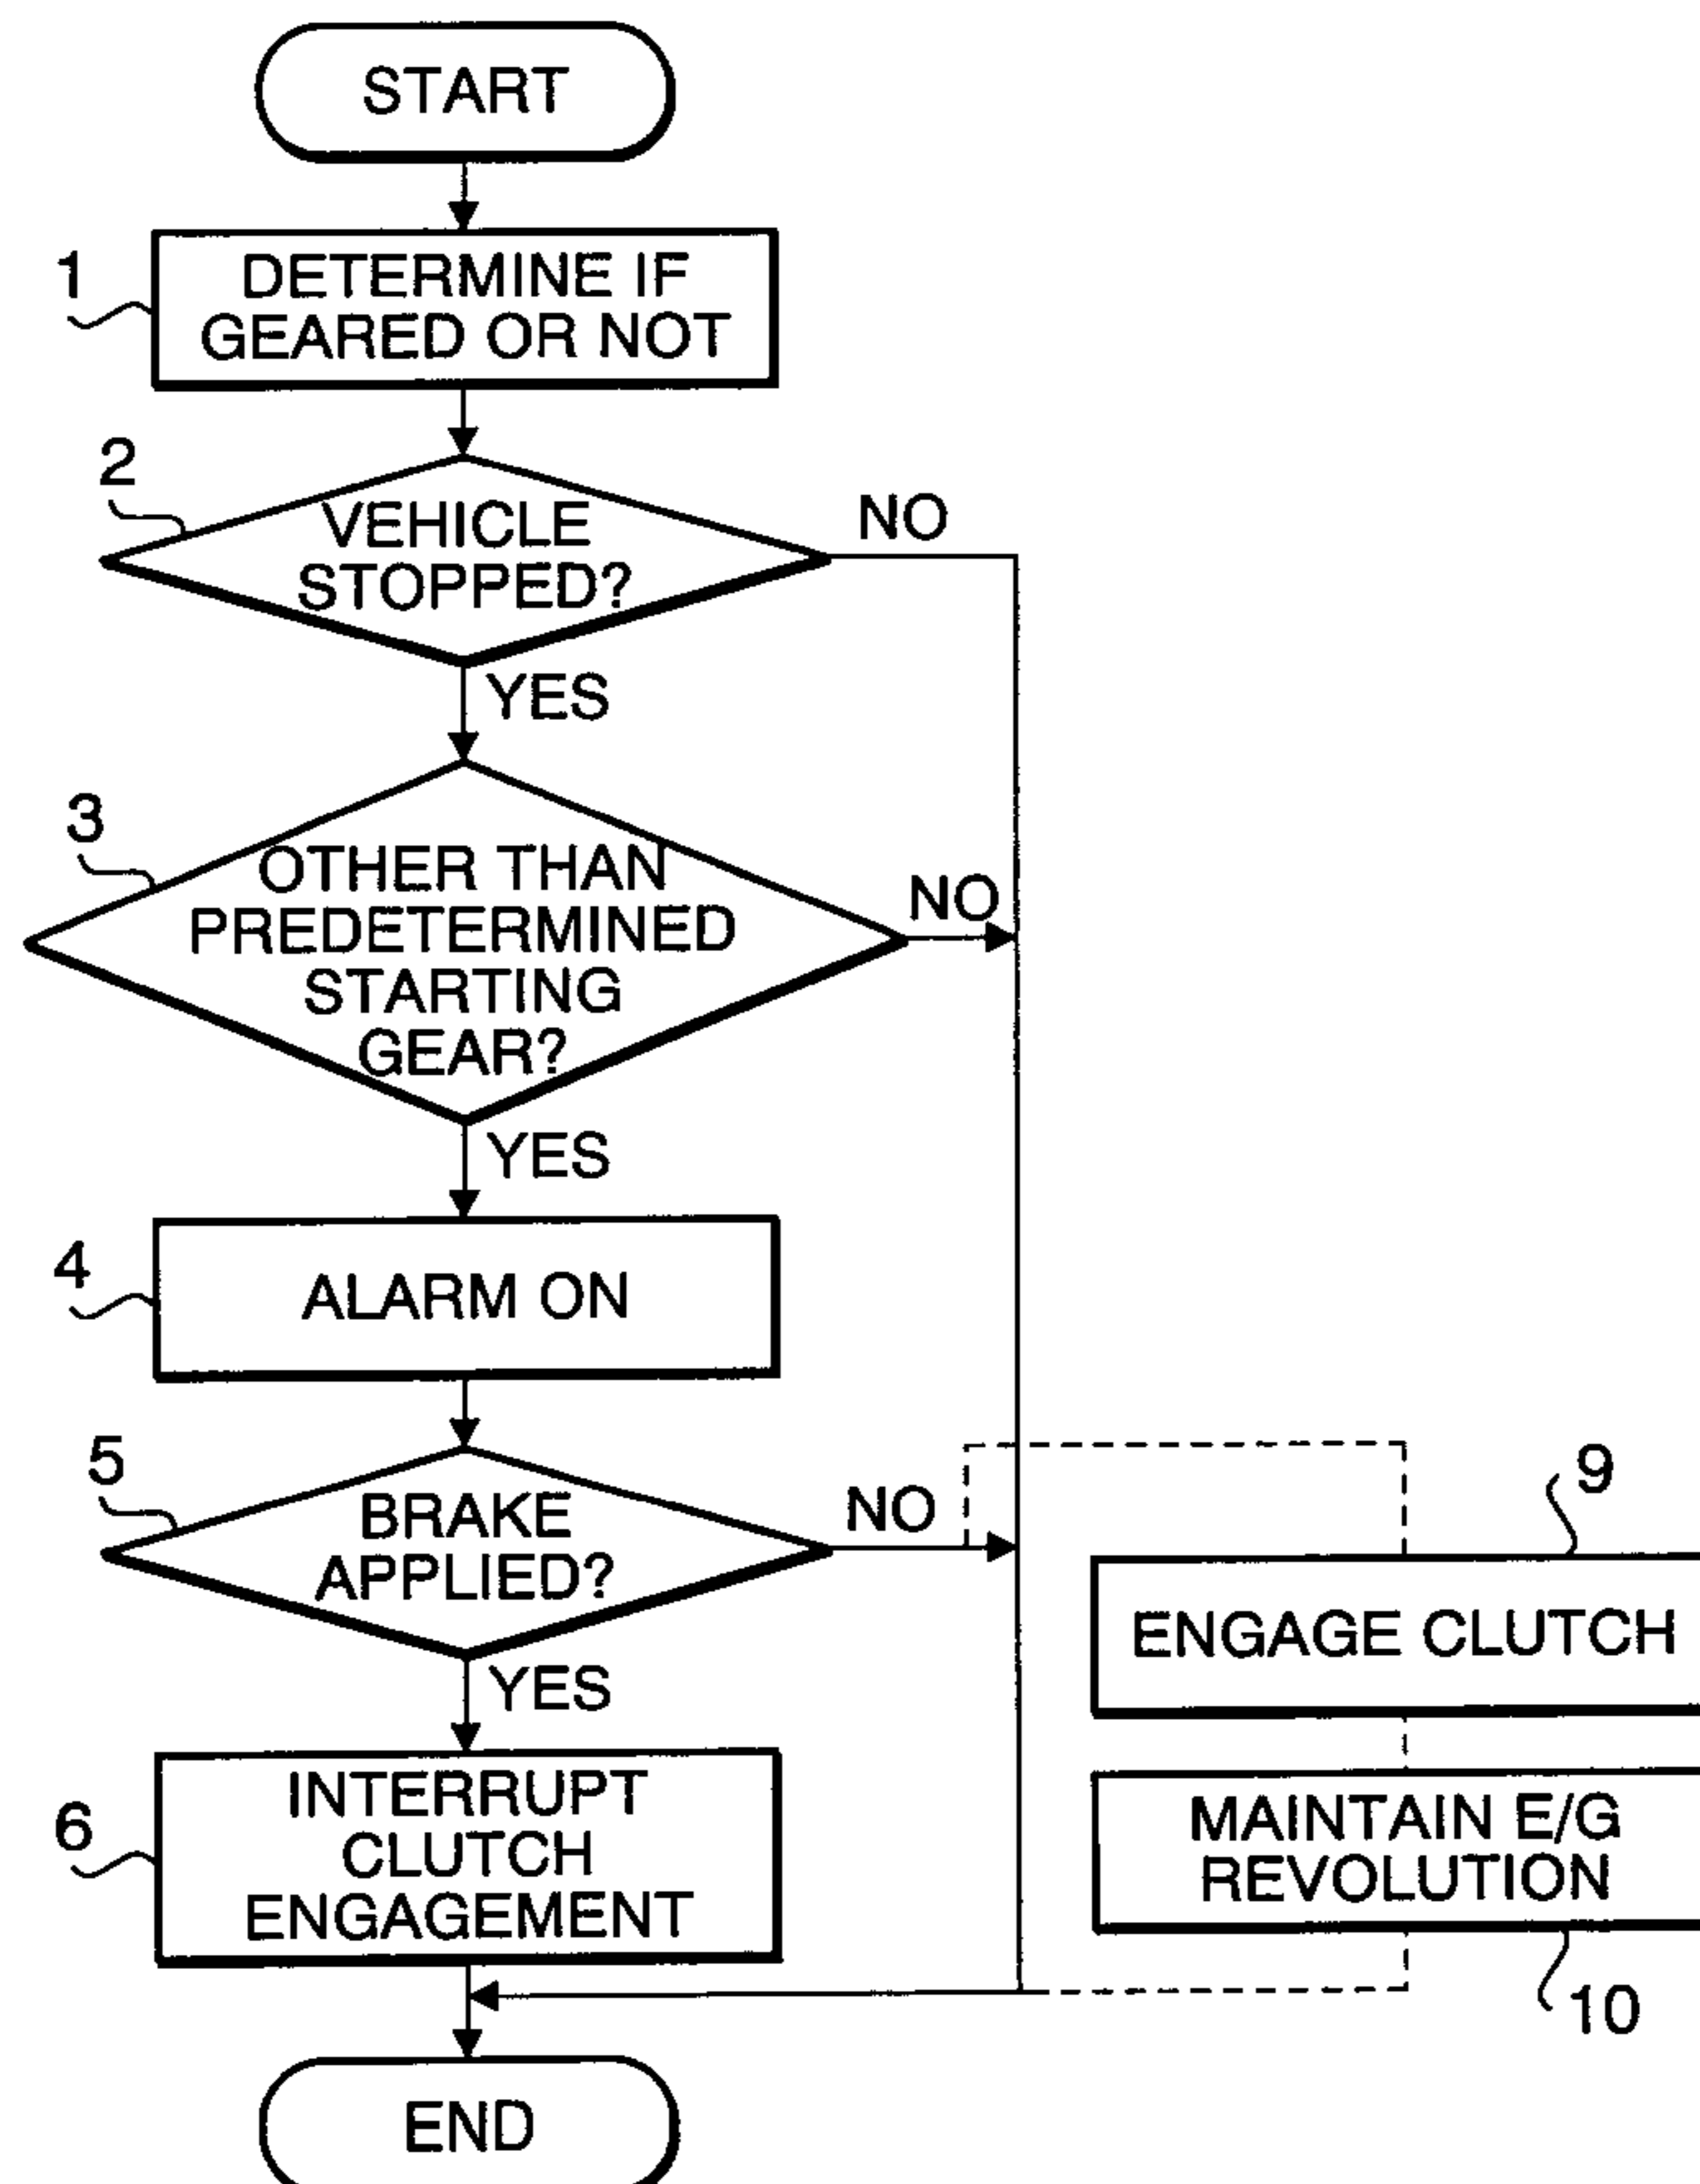 START
1
DETERMINE IF
GEARED OR NOT
2
VEHICLE
STOPPED?
NO
YES
3
OTHER THAN
PREDETERMINED
STARTING
GEAR?
NO
YES
4
ALARM ON
5
BRAKE
APPLIED?
NO
YES
9
ENGAGE CLUTCH
6
INTERRUPT
CLUTCH
ENGAGEMENT
MAINTAIN E/G
REVOLUTION
10
END